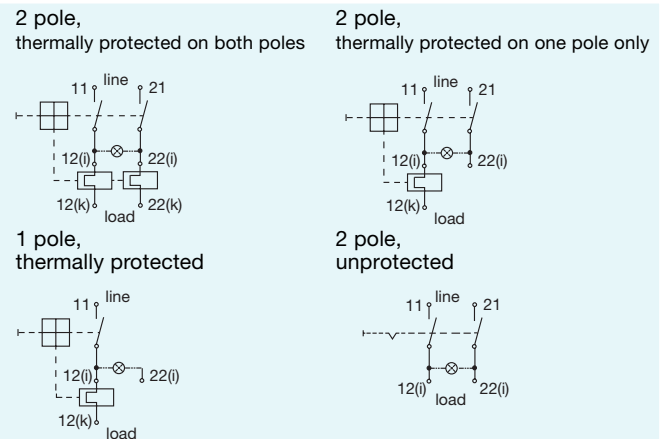 2 pole,
thermally protected on both poles
line
11 21
12(i) 22(i)
12(k) 22(k)
load
2 pole,
thermally protected on one pole only
line
11 21
12(i) 22(i)
12(k)
load
1 pole,
thermally protected
line
11
12(i) 22(i)
12(k)
load
2 pole,
unprotected
line
11 21
12(i) 22(i)
load